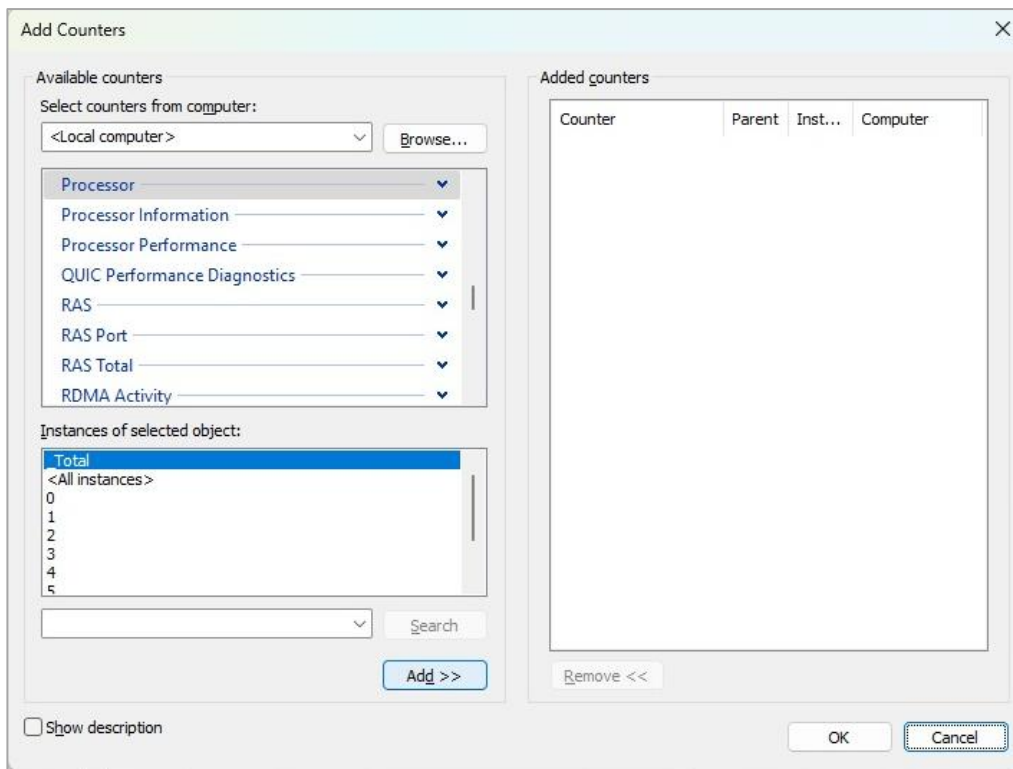 Add Counters
Available counters
Select counters from computer:
<Local computer>
Browse...
Processor
Processor Information
Processor Performance
QUIC Performance Diagnostics
RAS
RAS Port
RAS Total
RDMA Activity
Instances of selected object:
_Total
<All instances>
0
1
2
3
4
5
Search
Add >>
Show description
Added counters
Counter Parent Inst... Computer
Remove <<
OK Cancel